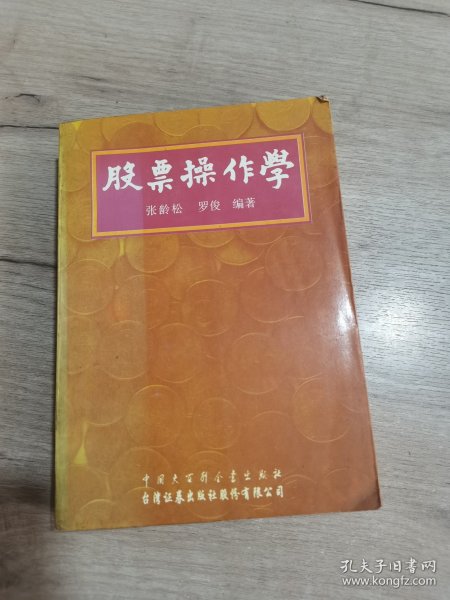 股票操作學
张龄松 罗俊 编著
中国大百科全书出版社
台湾证券出版社股份有限公司
孔夫子旧书网
www.kongfz.com